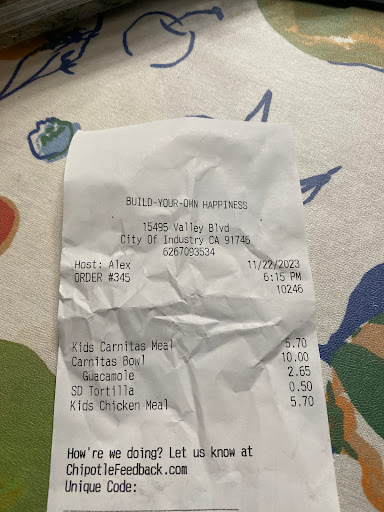 BUILD-YOUR-OWN HAPPINESS
15495 Valley Blvd
City Of Industry CA 91746
6267093534
Host: Alex 11/22/2023
ORDER #345 6:15 PM
10246
Kids Carnitas Meal 5.70
Carnitas Bowl 10.00
Guacamole 2.65
SD Tortilla 0.50
Kids Chicken Meal 5.70
How're we doing? Let us know at
ChipotleFeedback.com
Unique Code: